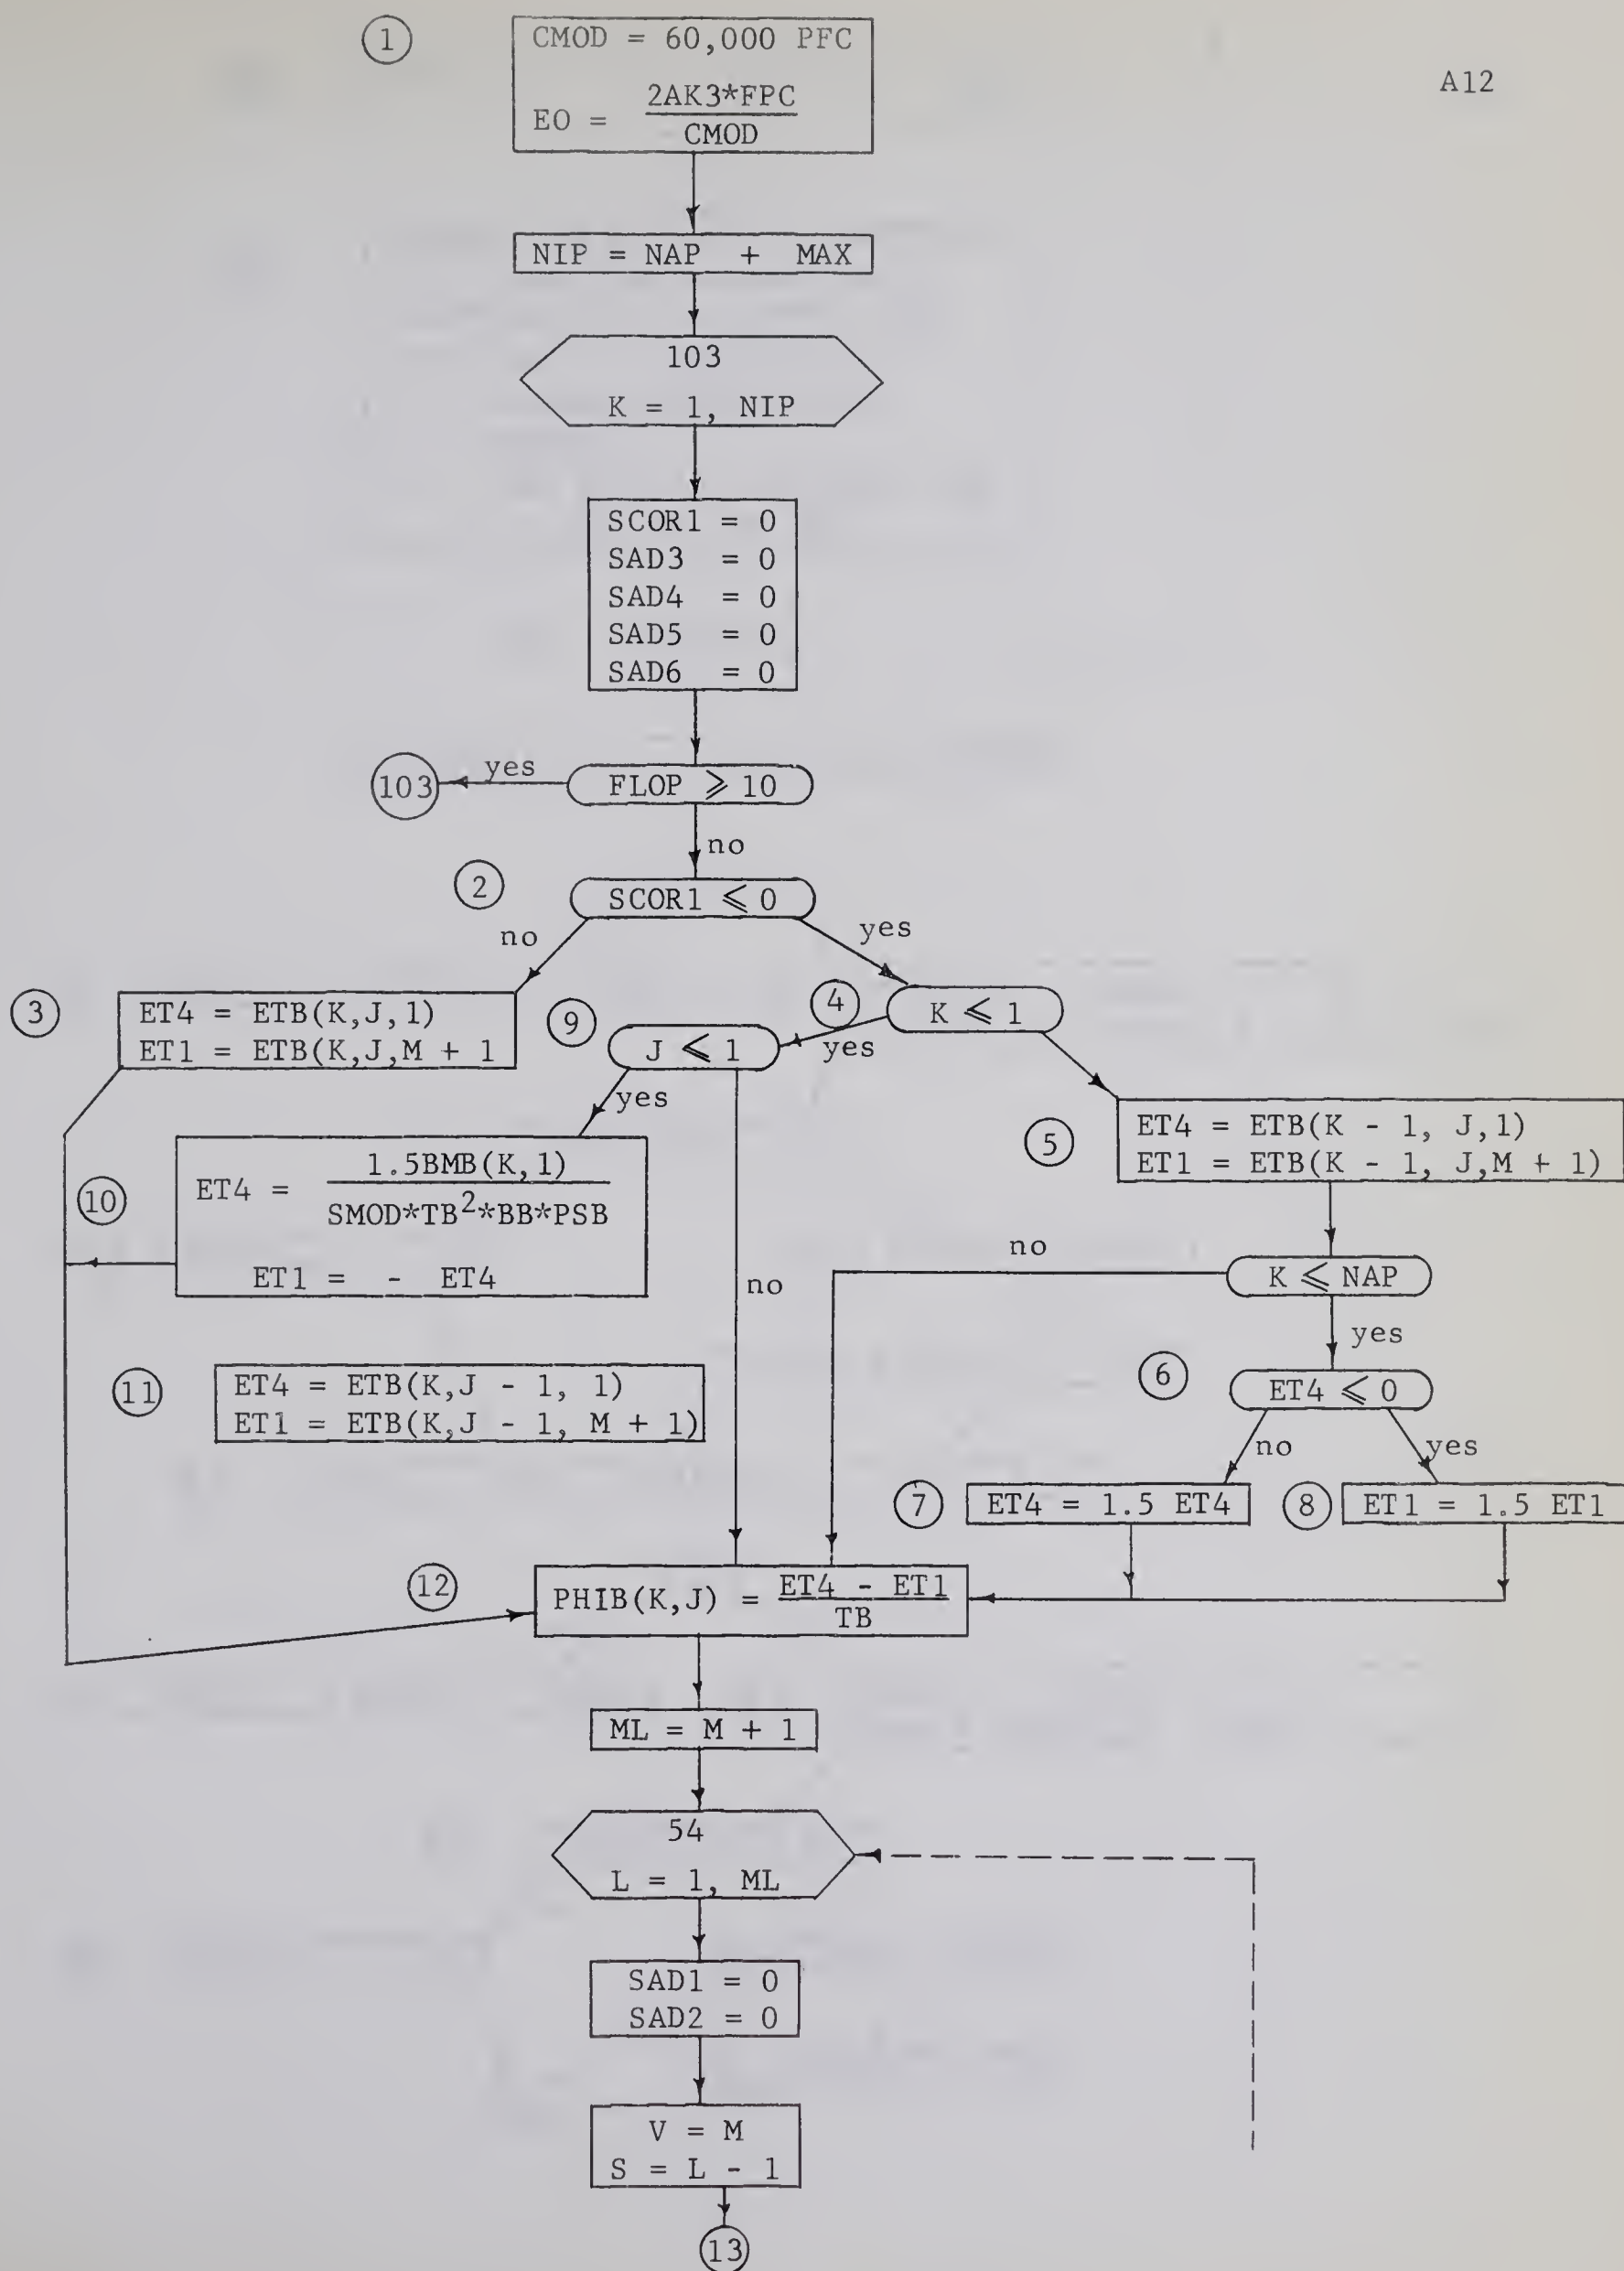 1
CMOD = 60,000 PFC
A12
EO = 2AK3*FPC
CMOD
NIP = NAP + MAX
103
K = 1, NIP
SCOR1 = 0
SAD3 = 0
SAD4 = 0
SAD5 = 0
SAD6 = 0
103
yes
FLOP ⩾ 10
no
2
SCOR1 ⩽ 0
no
yes
3
ET4 = ETB(K,J,1)
ET1 = ETB(K,J,M + 1
9
4
K ⩽ 1
J ⩽ 1
yes
yes
5
ET4 = ETB(K - 1, J,1)
ET1 = ETB(K - 1, J,M + 1)
10
ET4 = 1.5BMB(K,1)
SMOD*TB²*BB*PSB
ET1 = - ET4
no
no
K ⩽ NAP
yes
11
ET4 = ETB(K,J - 1, 1)
ET1 = ETB(K,J - 1, M + 1)
6
ET4 ⩽ 0
no
yes
7
ET4 = 1.5 ET4
8
ET1 = 1.5 ET1
12
PHIB(K,J) = ET4 - ET1
TB
ML = M + 1
54
L = 1, ML
SAD1 = 0
SAD2 = 0
V = M
S = L - 1
13